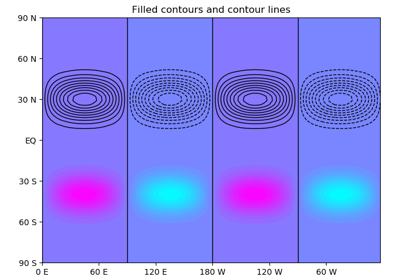 Filled contours and contour lines
90 N
60 N
30 N
EQ
30 S
60 S
90 S
0 E
60 E
120 E
180 W
120 W
60 W